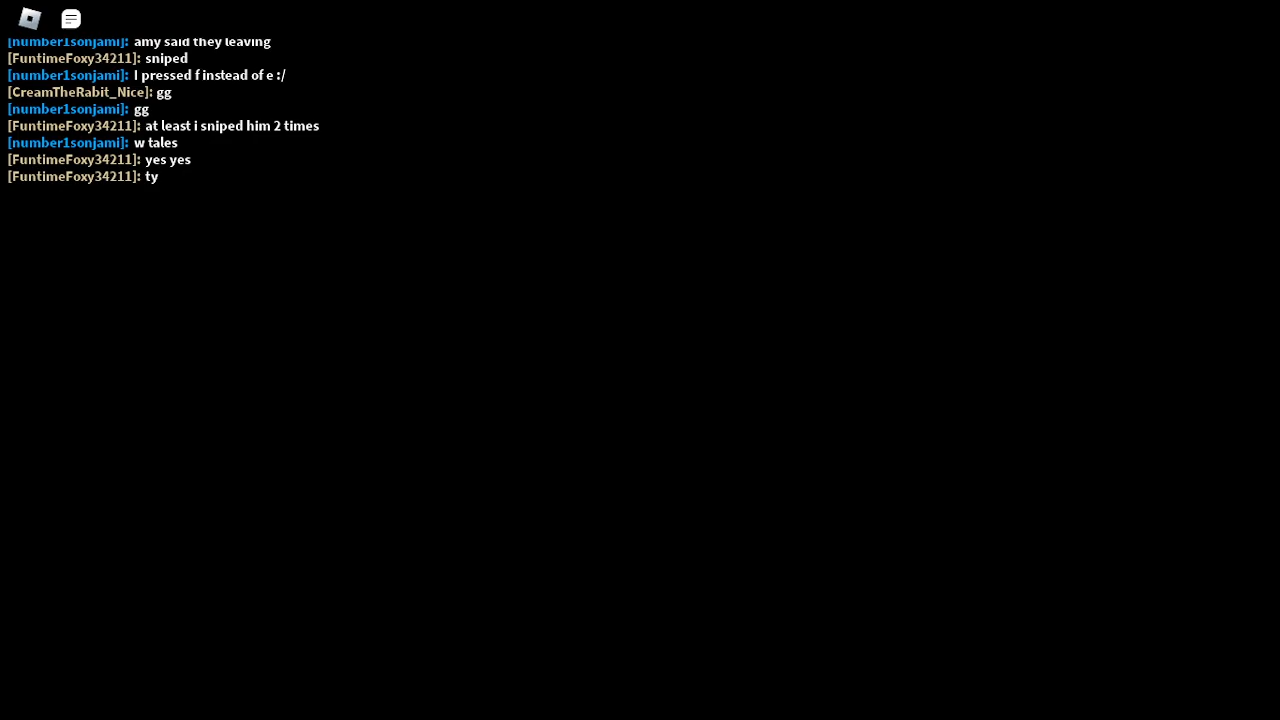 [number1sonjami]: amy said they leaving
[FuntimeFoxy34211]: sniped
[number1sonjami]: I pressed f instead of e :/
[CreamTheRabit_Nice]: gg
[number1sonjami]: gg
[FuntimeFoxy34211]: at least i sniped him 2 times
[number1sonjami]: w tales
[FuntimeFoxy34211]: yes yes
[FuntimeFoxy34211]: ty